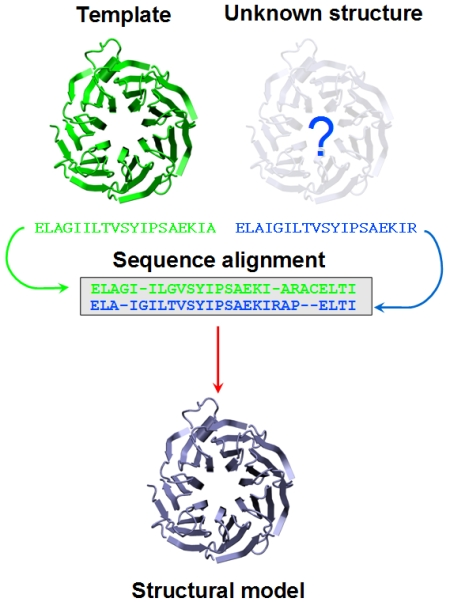 Template
Unknown structure
?
ELAGIILTVSYIPSAEKIA
ELAIGILTVSYIPSAEKIR
Sequence alignment
ELAGI-ILGVSYIPSAEKI-ARACELTI
ELA-IGILTVSYIPSAEKIRAP--ELTI
Structural model